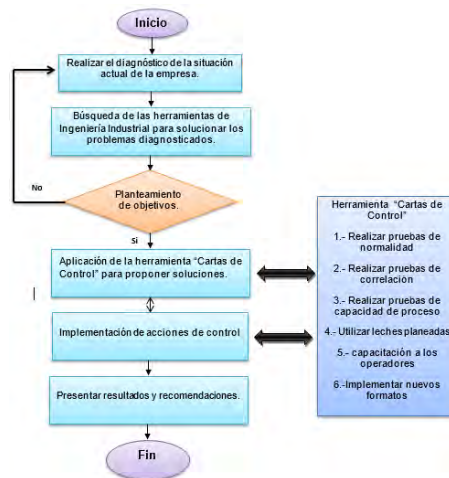 Inicio
Realizar el diagnóstico de la situación
actual de la empresa.
Búsqueda de las herramientas de
Ingeniería Industrial para solucionar los
problemas diagnosticados.
No
Planteamiento
de objetivos.
Si
Aplicación de la herramienta "Cartas de
Control" para proponer soluciones.
Implementación de acciones de control
Presentar resultados y recomendaciones.
Fin
Herramienta "Cartas de
Control"
1.- Realizar pruebas de
normalidad
2.- Realizar pruebas de
correlación
3.- Realizar pruebas de
capacidad de proceso
4.- Utilizar leches planeadas
5.- capacitación a los
operadores
6.-Implementar nuevos
formatos